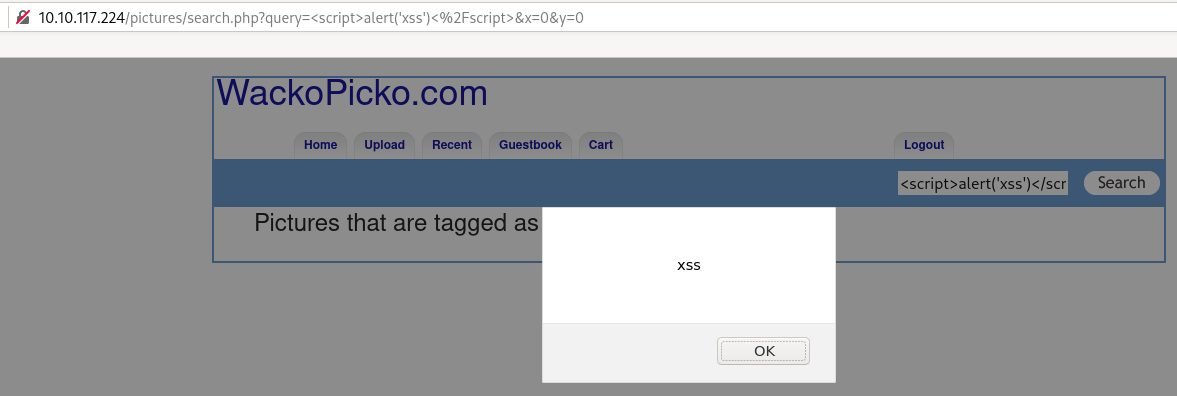 10.10.117.224/pictures/search.php?query=<script>alert('xss')<%2Fscript>&x=0&y=0
WackoPicko.com
Home Upload Recent Guestbook Cart Logout
<script>alert('xss')</scr Search
Pictures that are tagged as
xss
OK